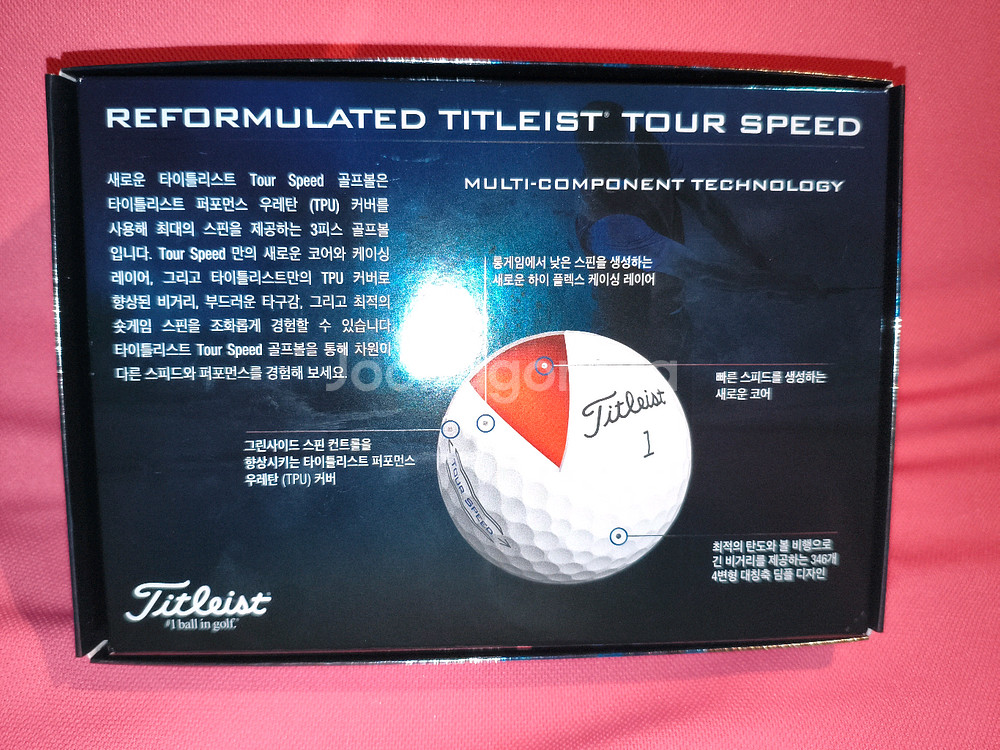 REFORMULATED TITLEIST® TOUR SPEED
새로운 타이틀리스트 Tour Speed 골프볼은
타이틀리스트 퍼포먼스 우레탄 (TPU) 커버를
사용해 최대의 스핀을 제공하는 3피스 골프볼
입니다. Tour Speed 만의 새로운 코어와 케이싱
레이어, 그리고 타이틀리스트만의 TPU 커버로
향상된 비거리, 부드러운 타구감, 그리고 최적의
숏게임 스핀을 조화롭게 경험할 수 있습니다
타이틀리스트 Tour Speed 골프볼을 통해 차원이
다른 스피드와 퍼포먼스를 경험해 보세요.
MULTI-COMPONENT TECHNOLOGY
롱게임에서 낮은 스핀을 생성하는
새로운 하이 플렉스 케이싱 레이어
빠른 스피드를 생성하는
새로운 코어
그린사이드 스핀 컨트롤을
향상시키는 타이틀리스트 퍼포먼스
우레탄 (TPU) 커버
Titleist
1
TOUR SPEED
최적의 탄도와 볼 비행으로
긴 비거리를 제공하는 346개
4변형 대칭축 딤플 디자인
Titleist
#1 ball in golf.